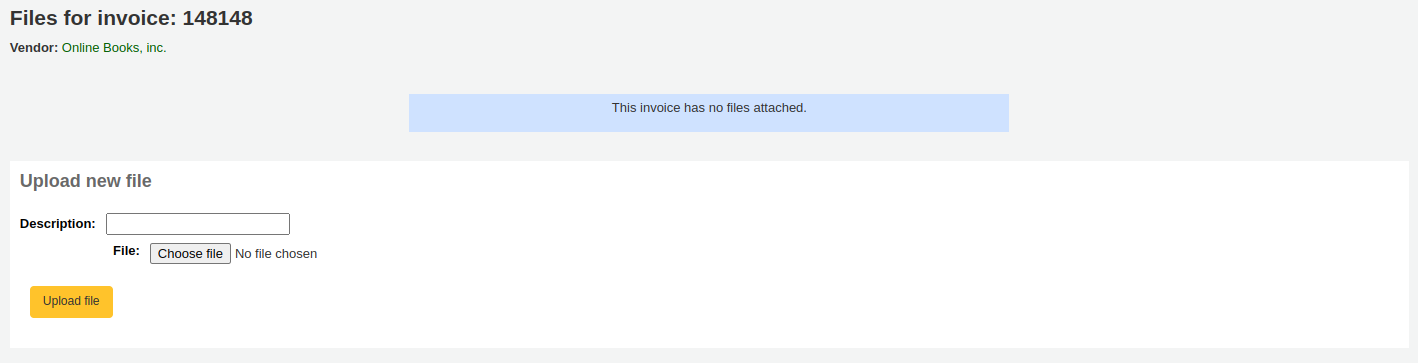 Files for invoice: 148148
Vendor: Online Books, inc.
This invoice has no files attached.
Upload new file
Description:
File: Choose file No file chosen
Upload file